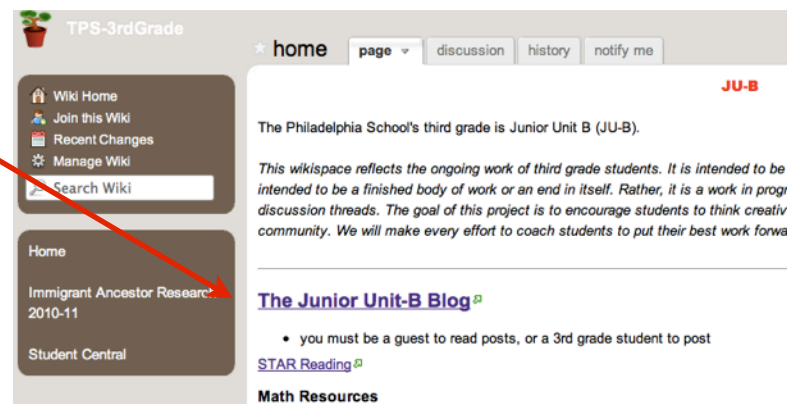 TPS-3rdGrade
home page discussion history notify me
Wiki Home
Join this Wiki
Recent Changes
Manage Wiki
Search Wiki
Home
Immigrant Ancestor Research
2010-11
Student Central
JU-B
The Philadelphia School's third grade is Junior Unit B (JU-B).
This wikispace reflects the ongoing work of third grade students. It is intended to be
intended to be a finished body of work or an end in itself. Rather, it is a work in progr
discussion threads. The goal of this project is to encourage students to think creativ
community. We will make every effort to coach students to put their best work forwa
The Junior Unit-B Blog
• you must be a guest to read posts, or a 3rd grade student to post
STAR Reading
Math Resources